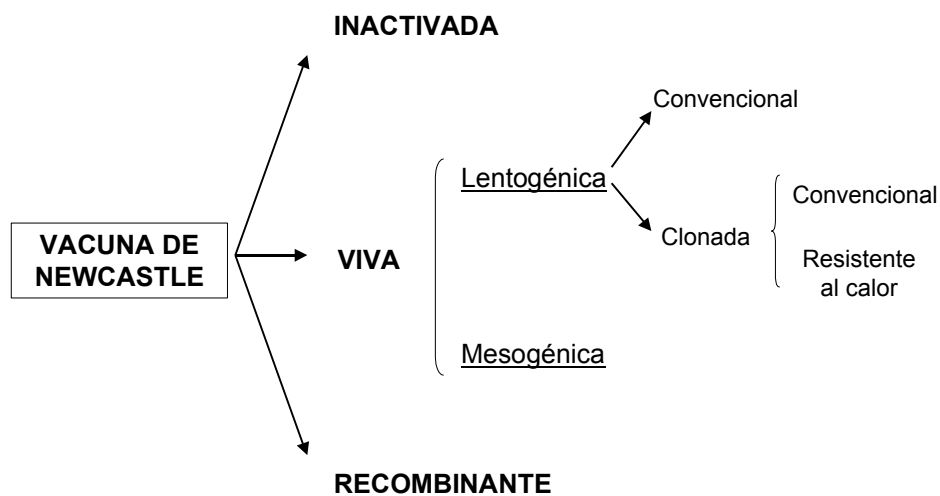 INACTIVADA
Convencional
Lentogénica
Convencional
VACUNA DE
NEWCASTLE
VIVA
Clonada
Resistente
al calor
Mesogénica
RECOMBINANTE